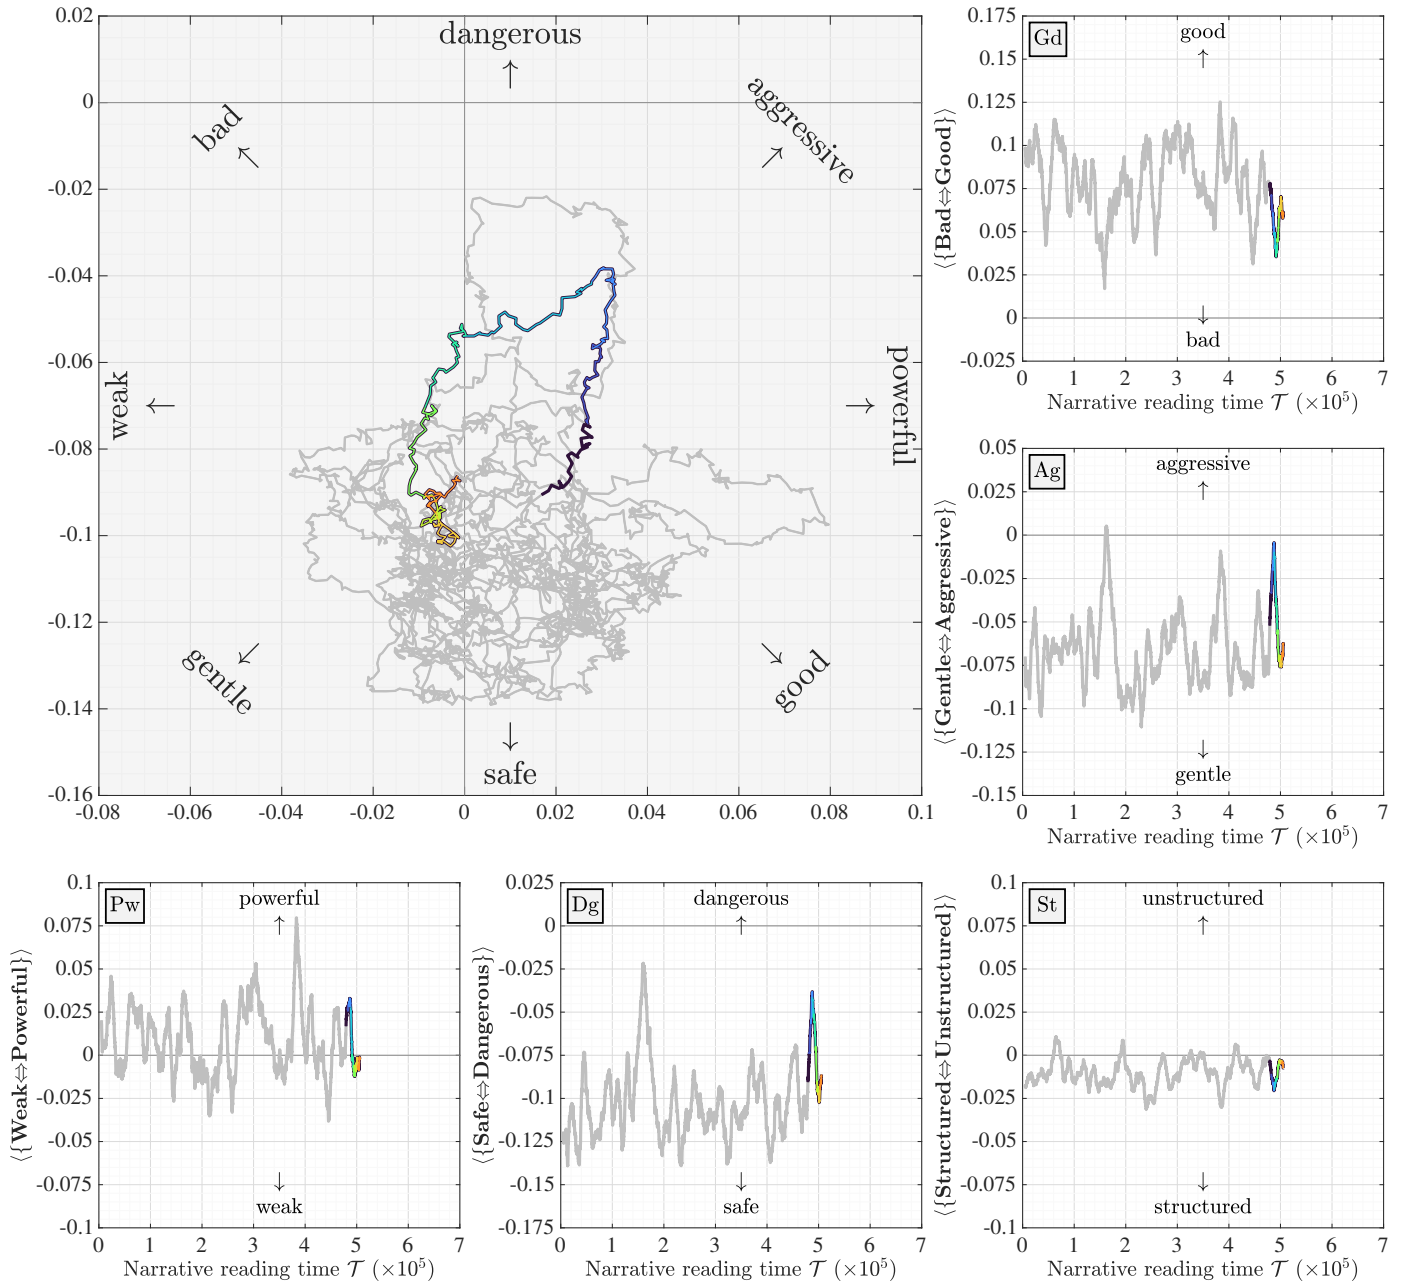 0.02
0
-0.02
-0.04
-0.06
-0.08
-0.1
-0.12
-0.14
-0.16
-0.08
-0.06
-0.04
-0.02
0
0.02
0.04
0.06
0.08
0.1
dangerous
↑
bad
↖
aggressive
↗
weak
←
powerful
→
gentle
↙
good
↘
↓
safe
Gd
good
↑
↓
bad
0.175
0.15
0.125
0.1
0.075
0.05
0.025
0
-0.025
⟨{Bad⇔Good}⟩
0 1 2 3 4 5 6 7
Narrative reading time 𝒯 (×10⁵)
Ag
aggressive
↑
↓
gentle
0.05
0.025
0
-0.025
-0.05
-0.075
-0.1
-0.125
-0.15
⟨{Gentle⇔Aggressive}⟩
0 1 2 3 4 5 6 7
Narrative reading time 𝒯 (×10⁵)
Pw
powerful
↑
↓
weak
0.1
0.075
0.05
0.025
0
-0.025
-0.05
-0.075
-0.1
⟨{Weak⇔Powerful}⟩
0 1 2 3 4 5 6 7
Narrative reading time 𝒯 (×10⁵)
Dg
dangerous
↑
↓
safe
0.025
0
-0.025
-0.05
-0.075
-0.1
-0.125
-0.15
-0.175
⟨{Safe⇔Dangerous}⟩
0 1 2 3 4 5 6 7
Narrative reading time 𝒯 (×10⁵)
St
unstructured
↑
↓
structured
0.1
0.075
0.05
0.025
0
-0.025
-0.05
-0.075
-0.1
⟨{Structured⇔Unstructured}⟩
0 1 2 3 4 5 6 7
Narrative reading time 𝒯 (×10⁵)